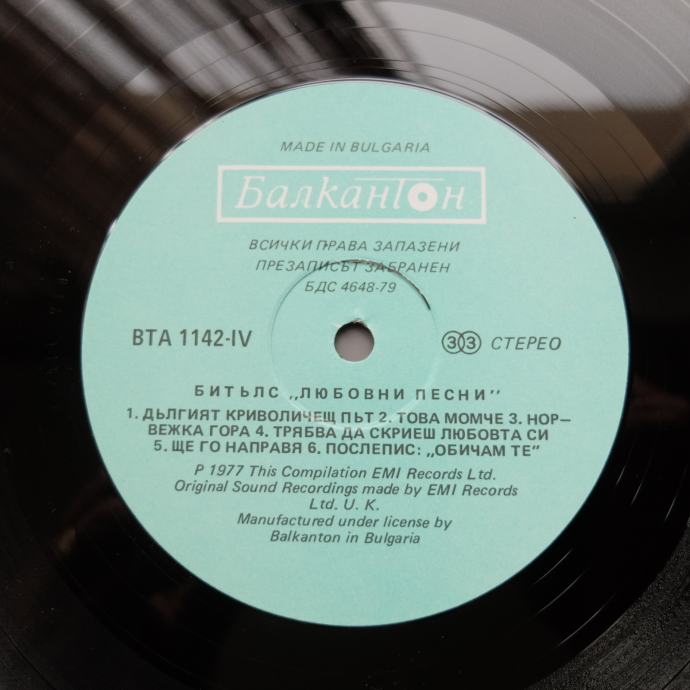 MADE IN BULGARIA
Балкантон
ВСИЧКИ ПРАВА ЗАПАЗЕНИ
ПРЕЗАПИСЪТ ЗАБРАНЕН
БДС 4648-79
ВТА 1142-IV
33 СТЕРЕО
БИТЪЛС „ЛЮБОВНИ ПЕСНИ"
1. ДЪЛГИЯТ КРИВОЛИЧЕЩ ПЪТ 2. ТОВА МОМЧЕ 3. НОР-
ВЕЖКА ГОРА 4. ТРЯБВА ДА СКРИЕШ ЛЮБОВТА СИ
5. ЩЕ ГО НАПРАВЯ 6. ПОСЛЕПИС: „ОБИЧАМ ТЕ"
P 1977 This Compilation EMI Records Ltd.
Original Sound Recordings made by EMI Records
Ltd. U. K.
Manufactured under license by
Balkanton in Bulgaria